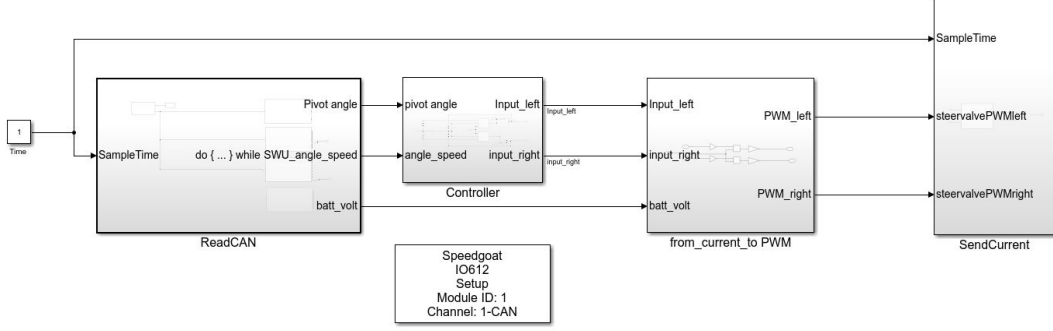 SampleTime
1
Time
SampleTime
do { ... } while
Pivot angle
SWU_angle_speed
batt_volt
ReadCAN
pivot angle
angle_speed
Input_left
input_right
Controller
Input_left
input_right
Input_left
input_right
batt_volt
PWM_left
PWM_right
from_current_to PWM
steervalvePWMleft
steervalvePWMright
SendCurrent
Speedgoat
IO612
Setup
Module ID: 1
Channel: 1-CAN